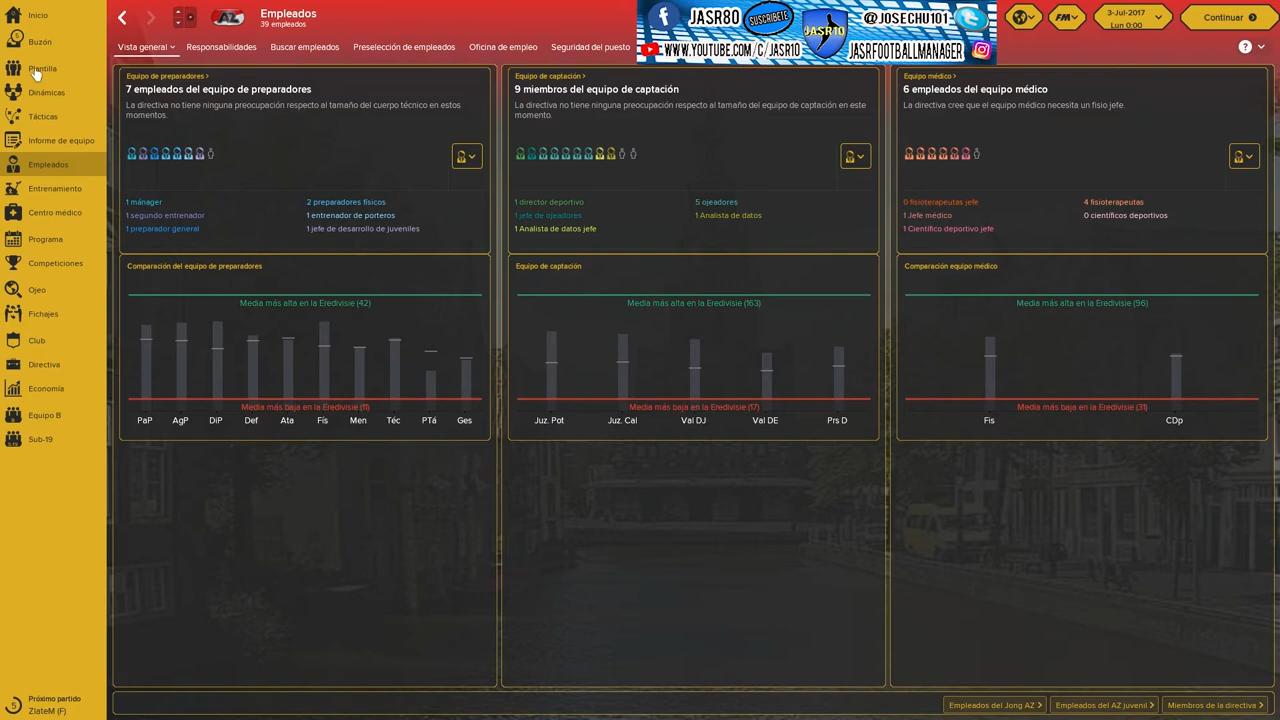 Inicio
Buzón
5
Plantilla
Dinámicas
Tácticas
Informe de equipo
Empleados
Entrenamiento
Centro médico
Programa
Competiciones
Ojeo
Fichajes
Club
Directiva
Economía
Equipo B
Sub-19
5
Próximo partido
ZlateM (F)
AZ
Empleados
39 empleados
JASR80
SUSCRIBETE
JASR10
@JOSECHU101
WWW.YOUTUBE.COM/C/JASR10
JASRFOOTBALLMANAGER
FM
3-Jul-2017
Lun 0:00
Continuar
Vista general
Responsabilidades
Buscar empleados
Preselección de empleados
Oficina de empleo
Seguridad del puesto
?
Equipo de preparadores >
7 empleados del equipo de preparadores
La directiva no tiene ninguna preocupación respecto al tamaño del cuerpo técnico en estos
momentos.
1 mánager
2 preparadores físicos
1 segundo entrenador
1 entrenador de porteros
1 preparador general
1 jefe de desarrollo de juveniles
Comparación del equipo de preparadores
Media más alta en la Eredivisie (42)
Media más baja en la Eredivisie (11)
PaP AgP DiP Def Ata Fís Men Téc PTá Ges
Equipo de captación >
9 miembros del equipo de captación
La directiva no tiene ninguna preocupación respecto al tamaño del equipo de captación en este
momento.
1 director deportivo
5 ojeadores
1 jefe de ojeadores
1 Analista de datos
1 Analista de datos jefe
Equipo de captación
Media más alta en la Eredivisie (163)
Media más baja en la Eredivisie (17)
Juz. Pot Juz. Cal Val DJ Val DE Prs D
Equipo médico >
6 empleados del equipo médico
La directiva cree que el equipo médico necesita un fisio jefe.
0 fisioterapeutas jefe
4 fisioterapeutas
1 Jefe médico
0 científicos deportivos
1 Científico deportivo jefe
Comparación equipo médico
Media más alta en la Eredivisie (96)
Media más baja en la Eredivisie (31)
Fis CDp
Empleados del Jong AZ >
Empleados del AZ juvenil >
Miembros de la directiva >